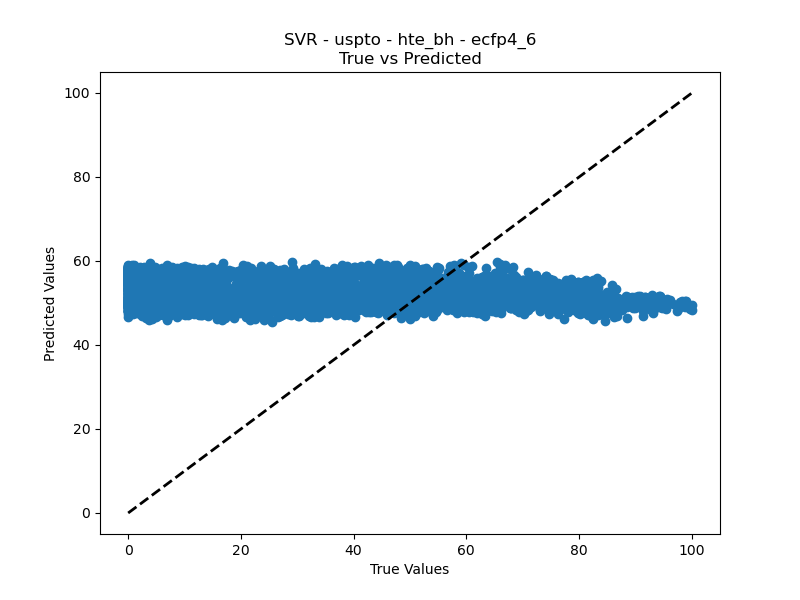 SVR - uspto - hte_bh - ecfp4_6
True vs Predicted
100
80
60
40
20
0
Predicted Values
0 20 40 60 80 100
True Values